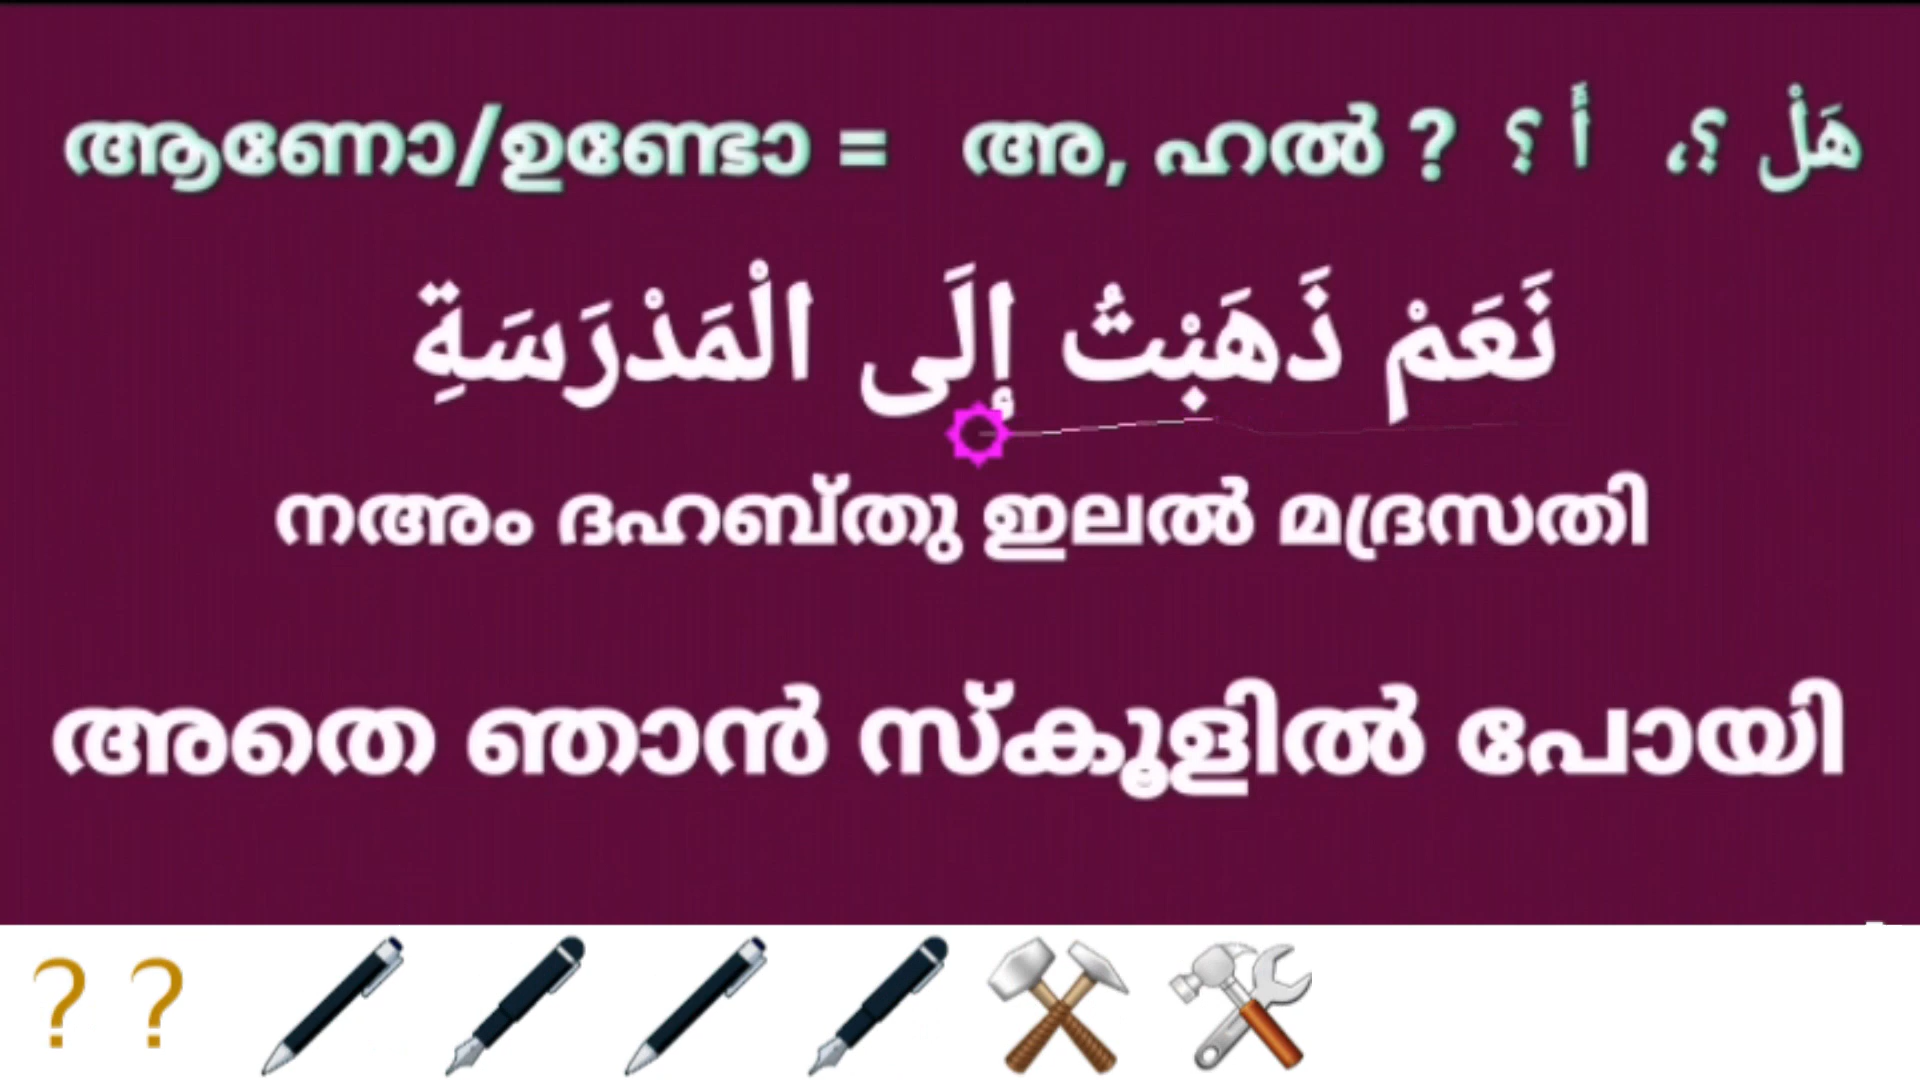 ആണോ/ഉണ്ടോ = അ, ഹൽ ? هَلْ ؟، أَ ؟
نَعَمْ ذَهَبْتُ إِلَى الْمَدْرَسَةِ
നഅം ദഹബ്തു ഇലൽ മദ്രസതി
അതെ ഞാൻ സ്കൂളിൽ പോയി
? ?